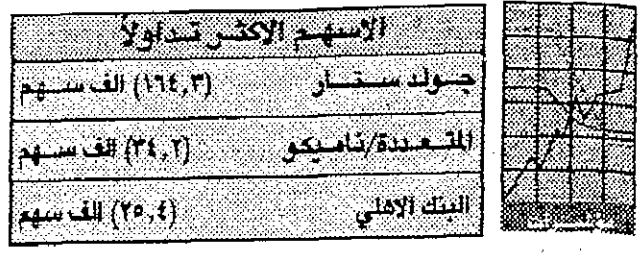 الاسهم الاكثر تداولاً
جولد ستار (١٦٤,٣) الف سهم
المتعددة/ناميكو (٣٤,٢) الف سهم
البنك الاهلي (٢٥,٤) الف سهم